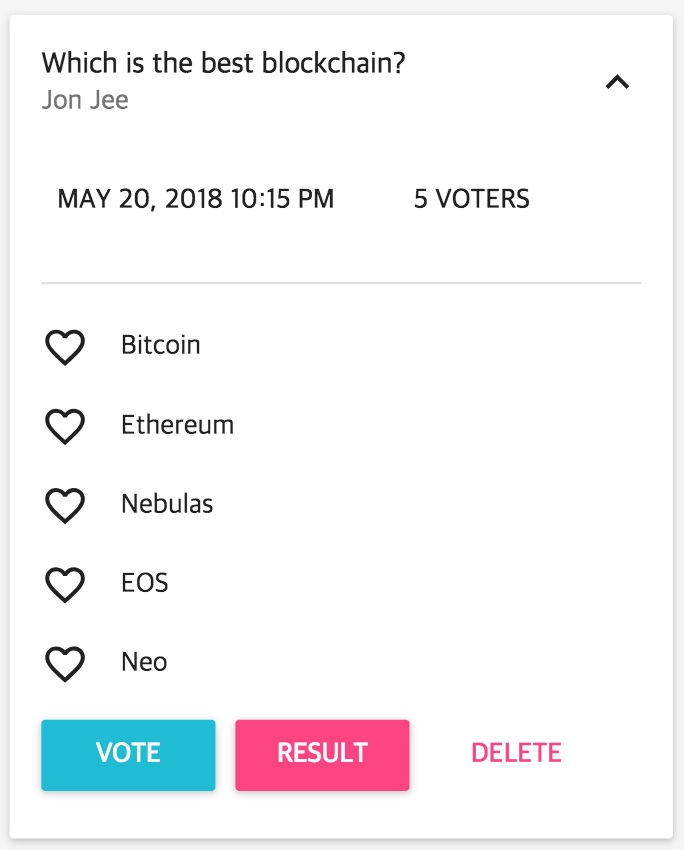 Which is the best blockchain?
Jon Jee
MAY 20, 2018 10:15 PM 5 VOTERS
Bitcoin
Ethereum
Nebulas
EOS
Neo
VOTE RESULT DELETE